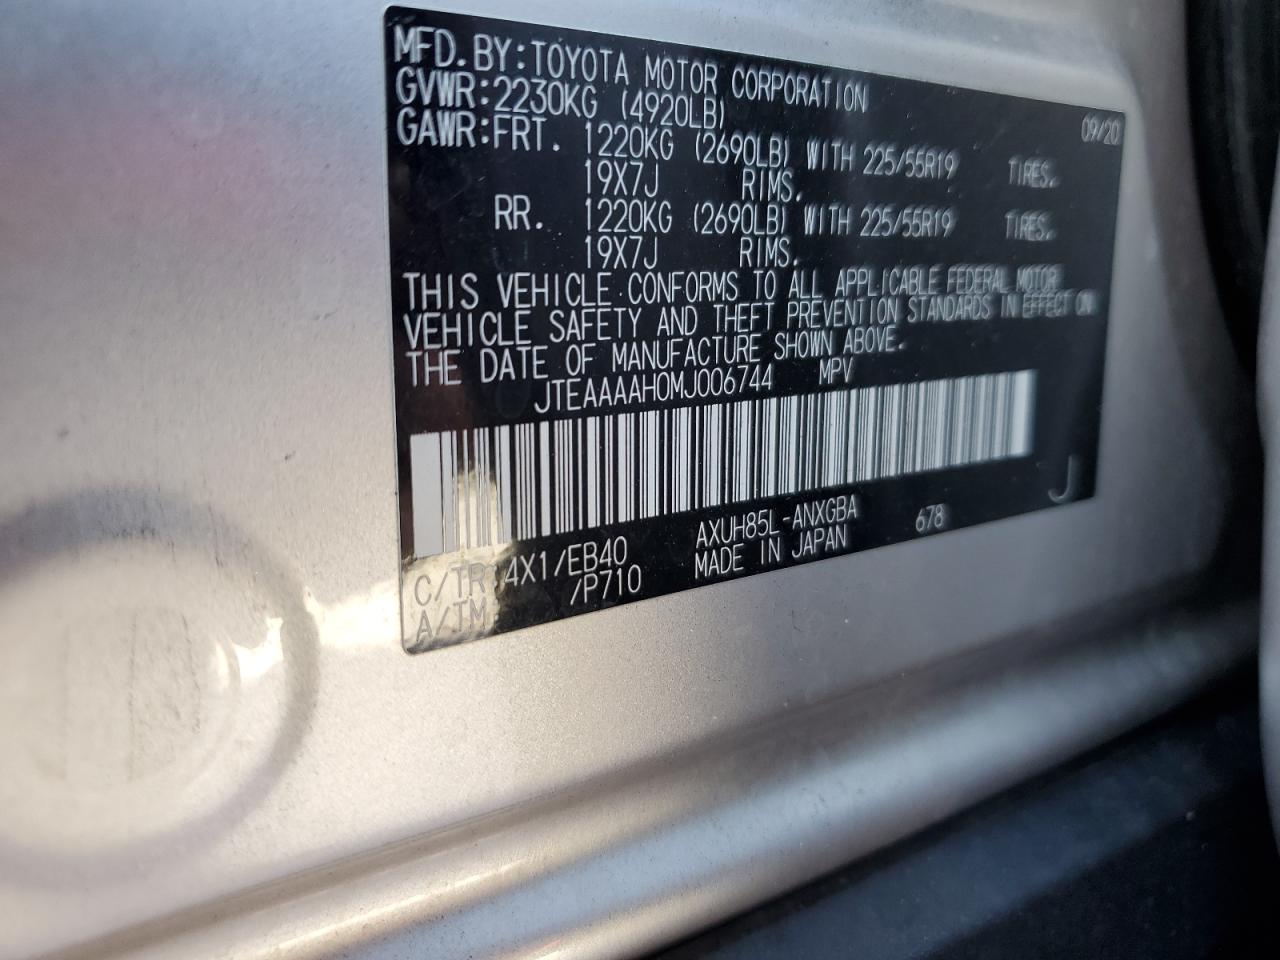 MFD. BY: TOYOTA MOTOR CORPORATION 09/20
GVWR: 2230KG (4920LB)
GAWR: FRT. 1220KG (2690LB) WITH 225/55R19 TIRES.
19X7J RIMS.
RR. 1220KG (2690LB) WITH 225/55R19 TIRES.
19X7J RIMS.
THIS VEHICLE CONFORMS TO ALL APPLICABLE FEDERAL MOTOR
VEHICLE SAFETY AND THEFT PREVENTION STANDARDS IN EFFECT ON
THE DATE OF MANUFACTURE SHOWN ABOVE.
JTEAAAAH0MJ006744 MPV
C/TR: 4X1/EB40 AXUH85L-ANXGBA 678 J
A/TM /P710 MADE IN JAPAN